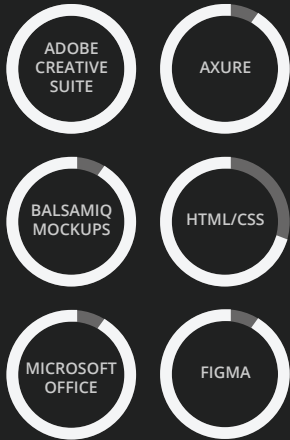 ADOBE
CREATIVE
SUITE
AXURE
BALSAMIQ
MOCKUPS
HTML/CSS
MICROSOFT
OFFICE
FIGMA